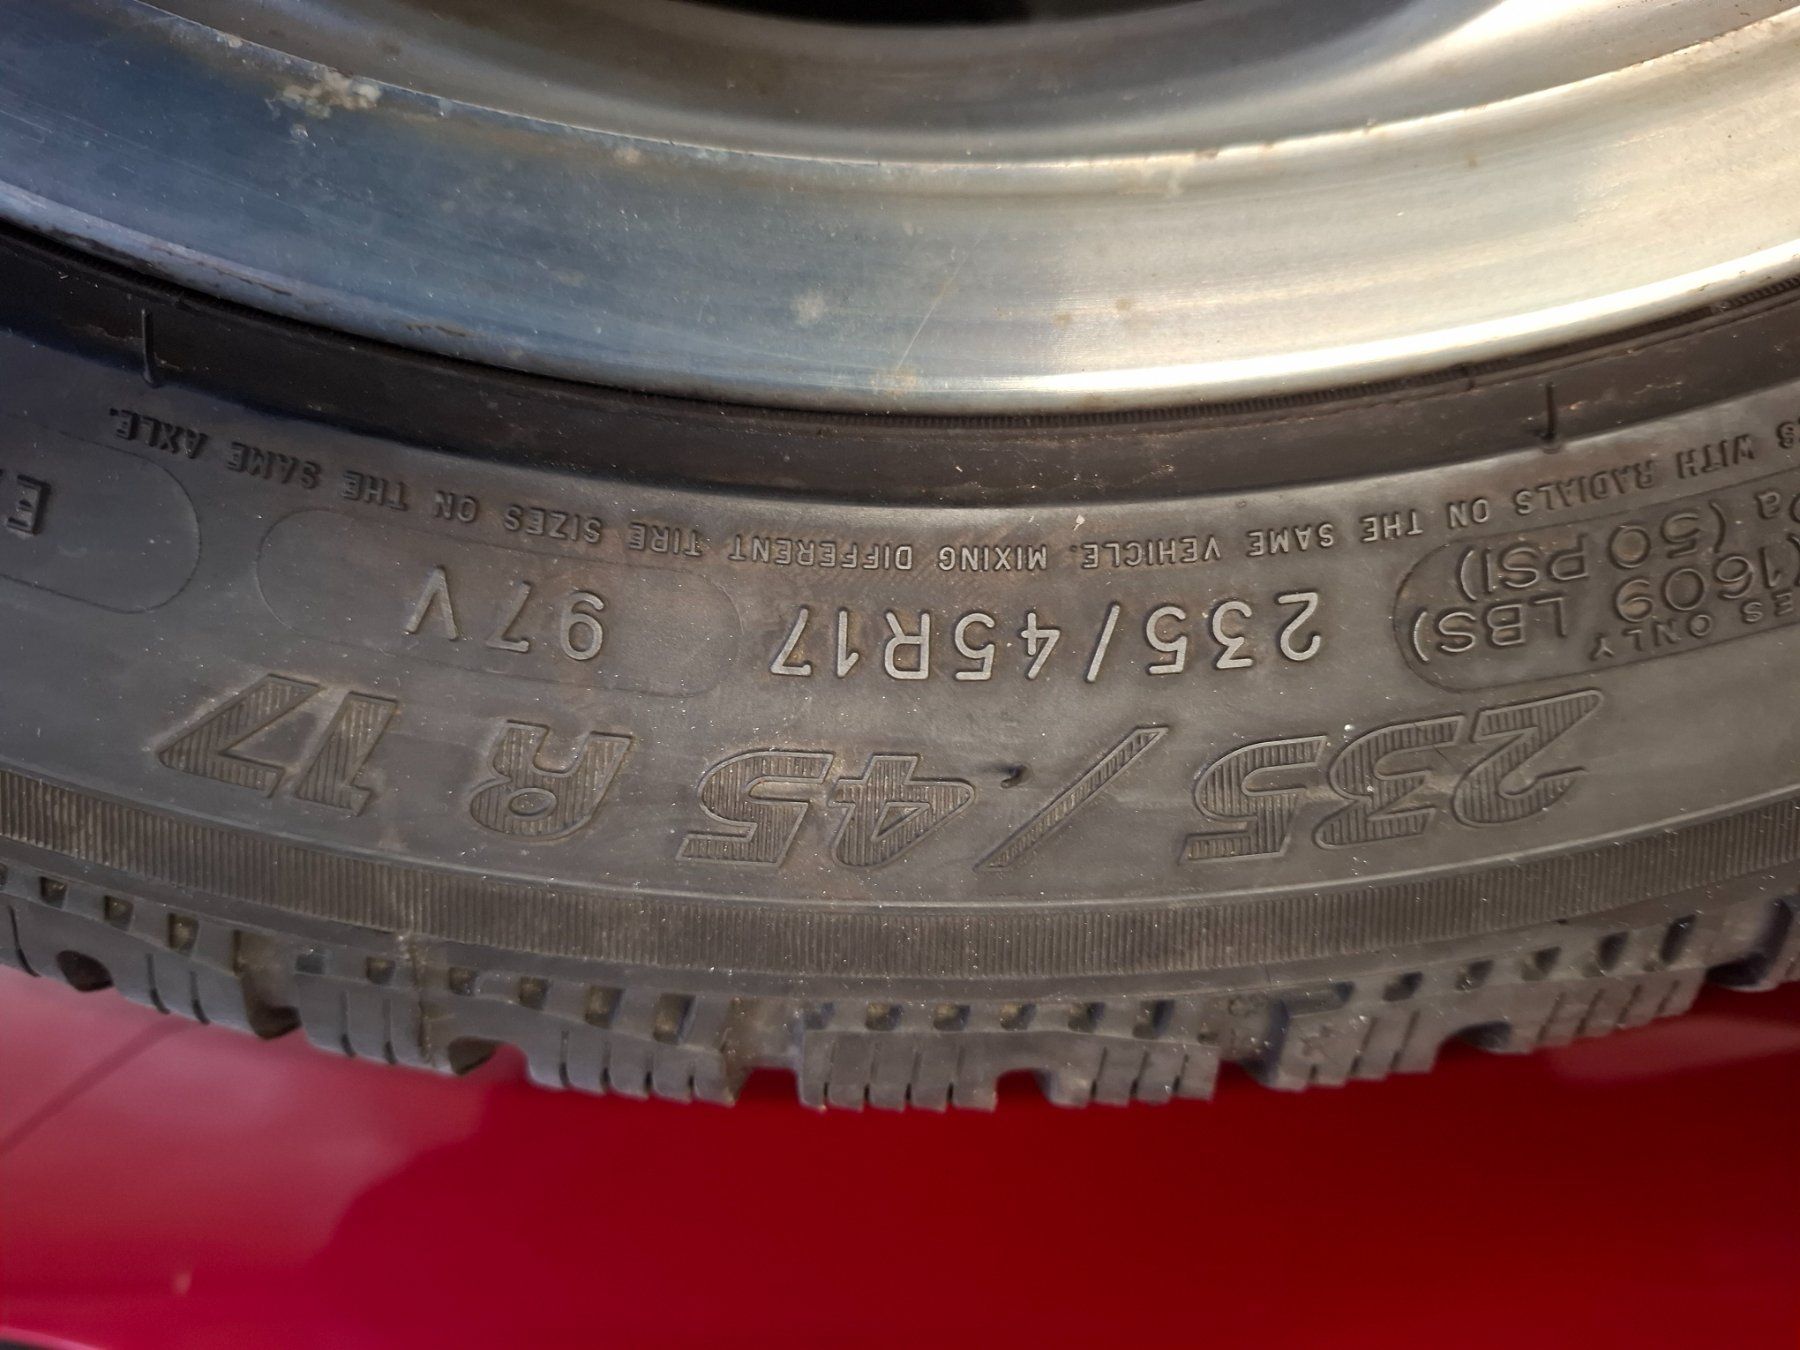 235/45 R 17
ES ONLY
(1609 LBS)
a (50 PSI)
235/45R17
97V
S WITH RADIALS ON THE SAME VEHICLE. MIXING DIFFERENT TIRE SIZES ON THE SAME AXLE.